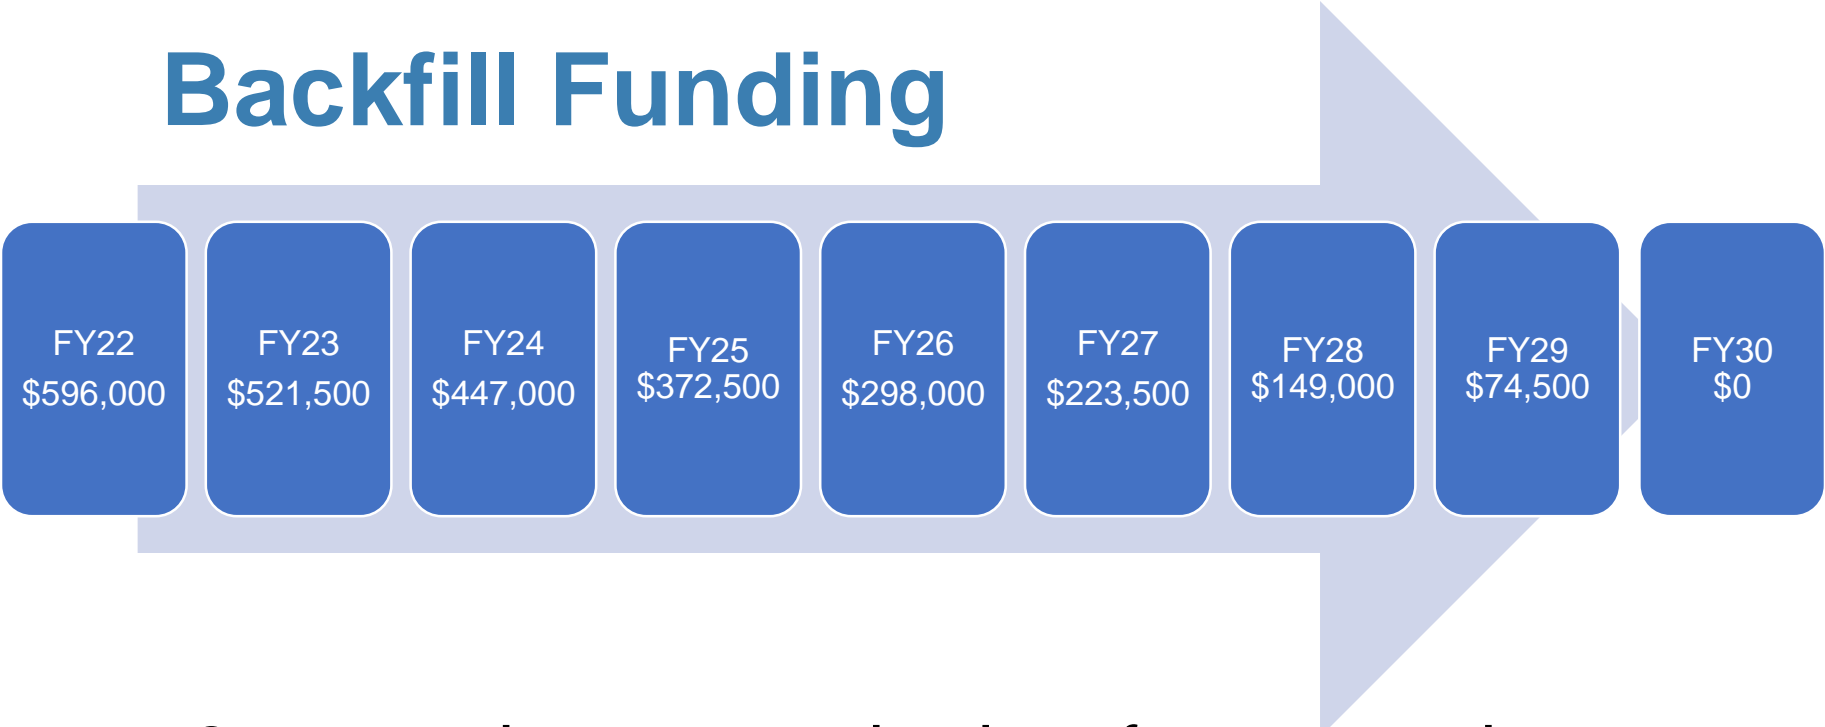 Backfill Funding
FY22
$596,000
FY23
$521,500
FY24
$447,000
FY25
$372,500
FY26
$298,000
FY27
$223,500
FY28
$149,000
FY29
$74,500
FY30
$0